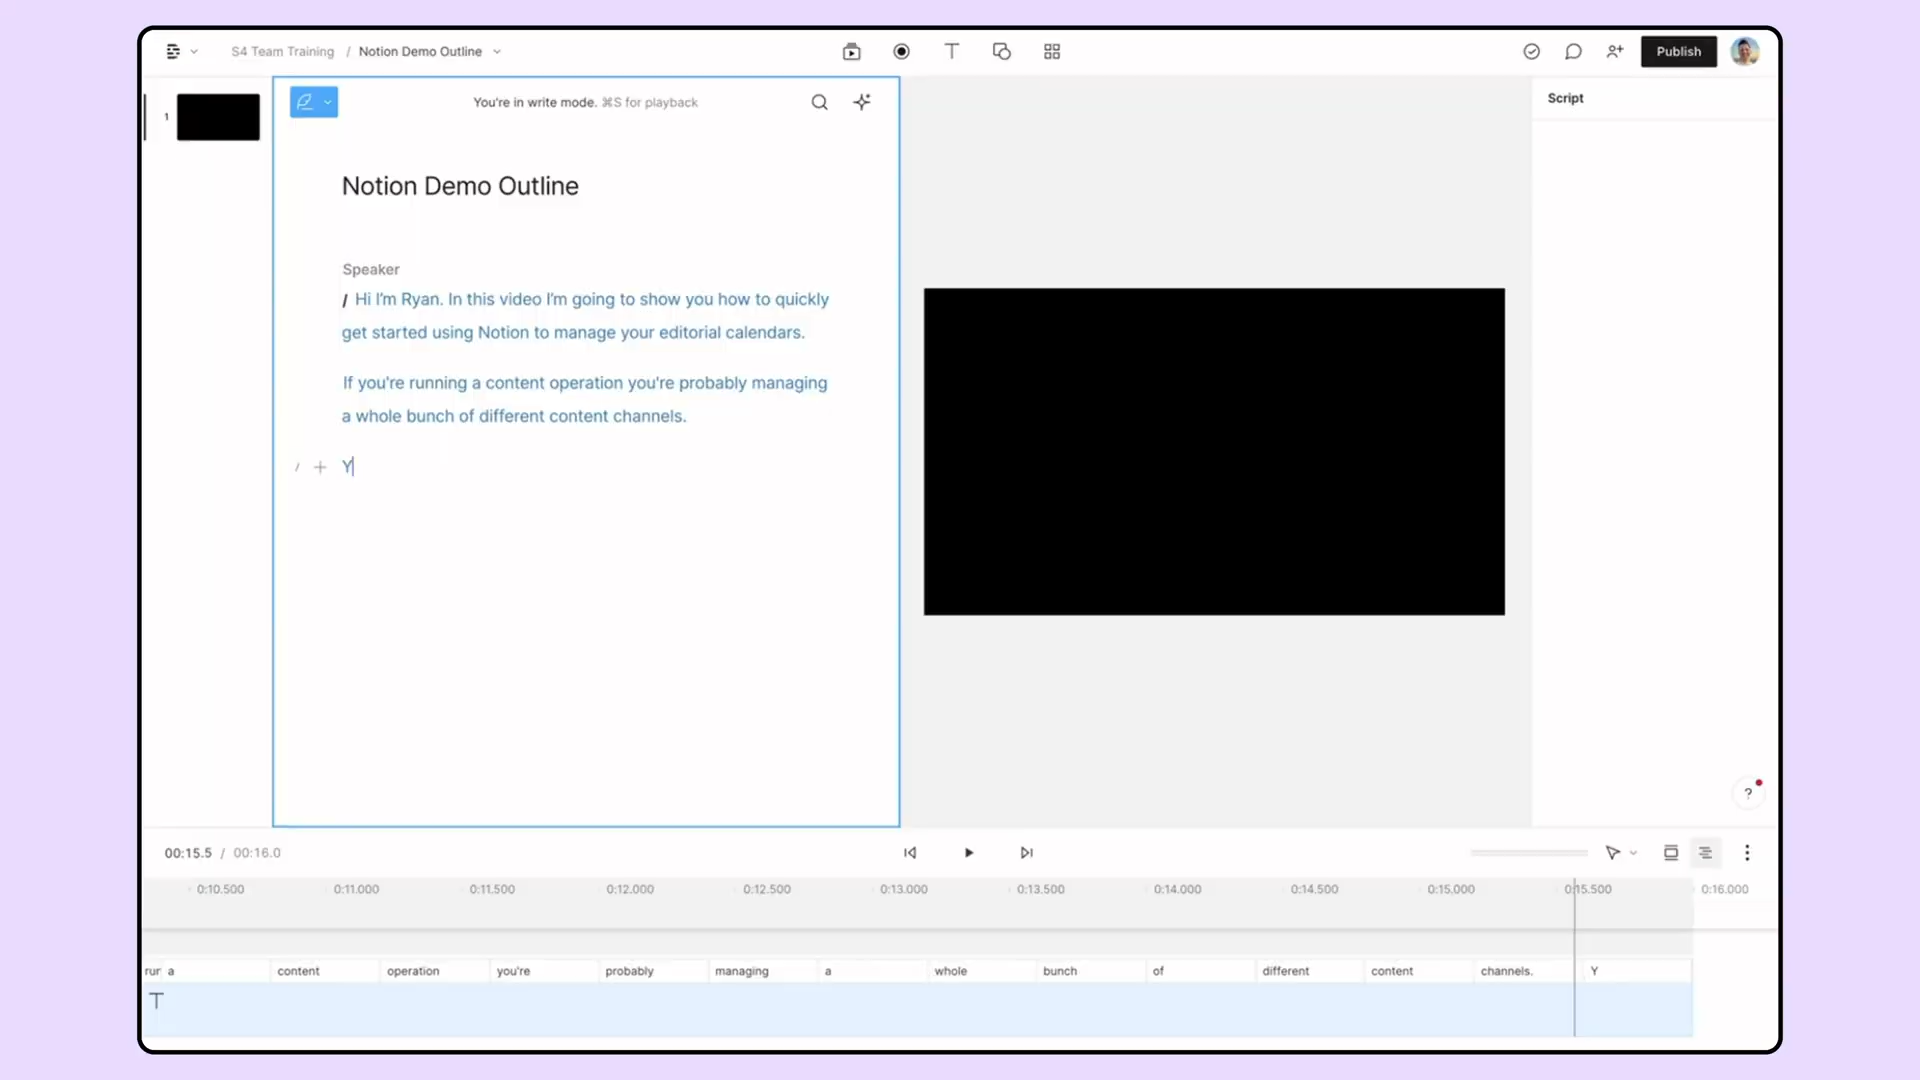 S4 Team Training / Notion Demo Outline
Publish
1
You're in write mode. ⌘S for playback
Script
Notion Demo Outline
Speaker
/ Hi I'm Ryan. In this video I'm going to show you how to quickly
get started using Notion to manage your editorial calendars.
If you're running a content operation you're probably managing
a whole bunch of different content channels.
/ + Y
?
00:15.5 / 00:16.0
0:10.500 0:11.000 0:11.500 0:12.000 0:12.500 0:13.000 0:13.500 0:14.000 0:14.500 0:15.000 0:15.500 0:16.000
a content operation you're probably managing a whole bunch of different content channels. Y